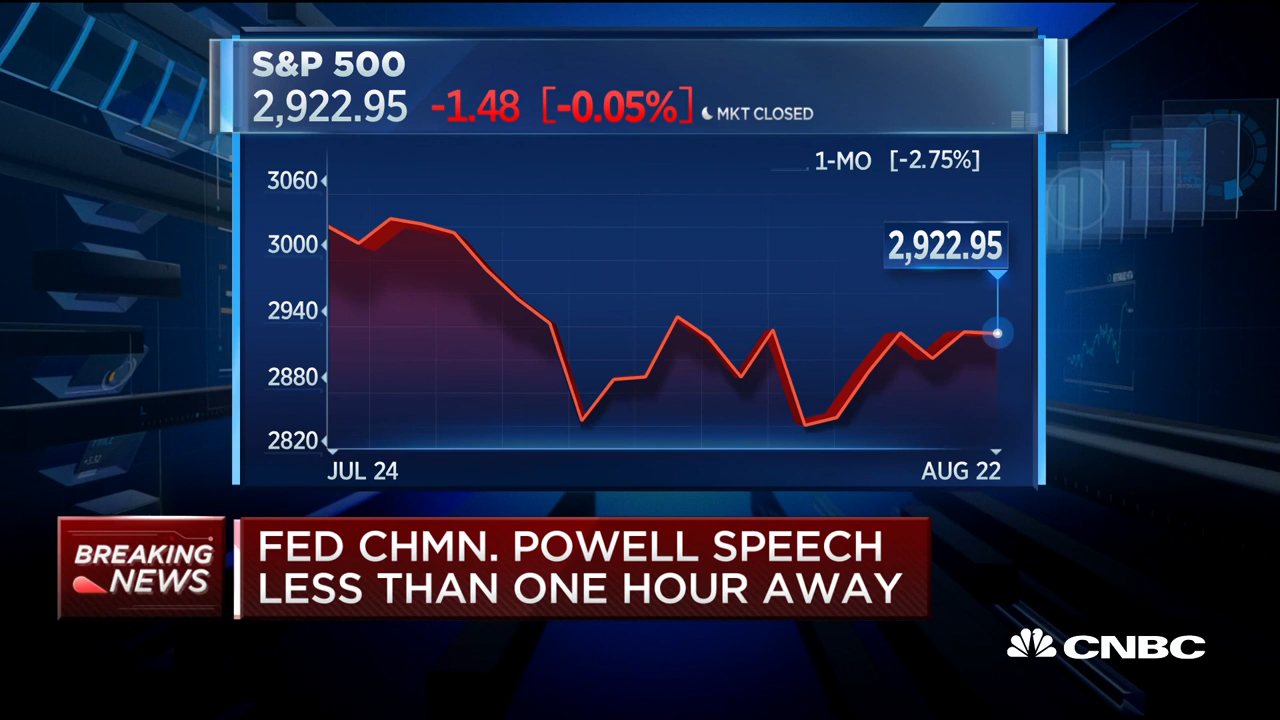 S&P 500
2,922.95 -1.48 [-0.05%] MKT CLOSED
1-MO [-2.75%]
3060
3000
2940
2880
2820
2,922.95
JUL 24 AUG 22
BREAKING
NEWS
FED CHMN. POWELL SPEECH
LESS THAN ONE HOUR AWAY
CNBC